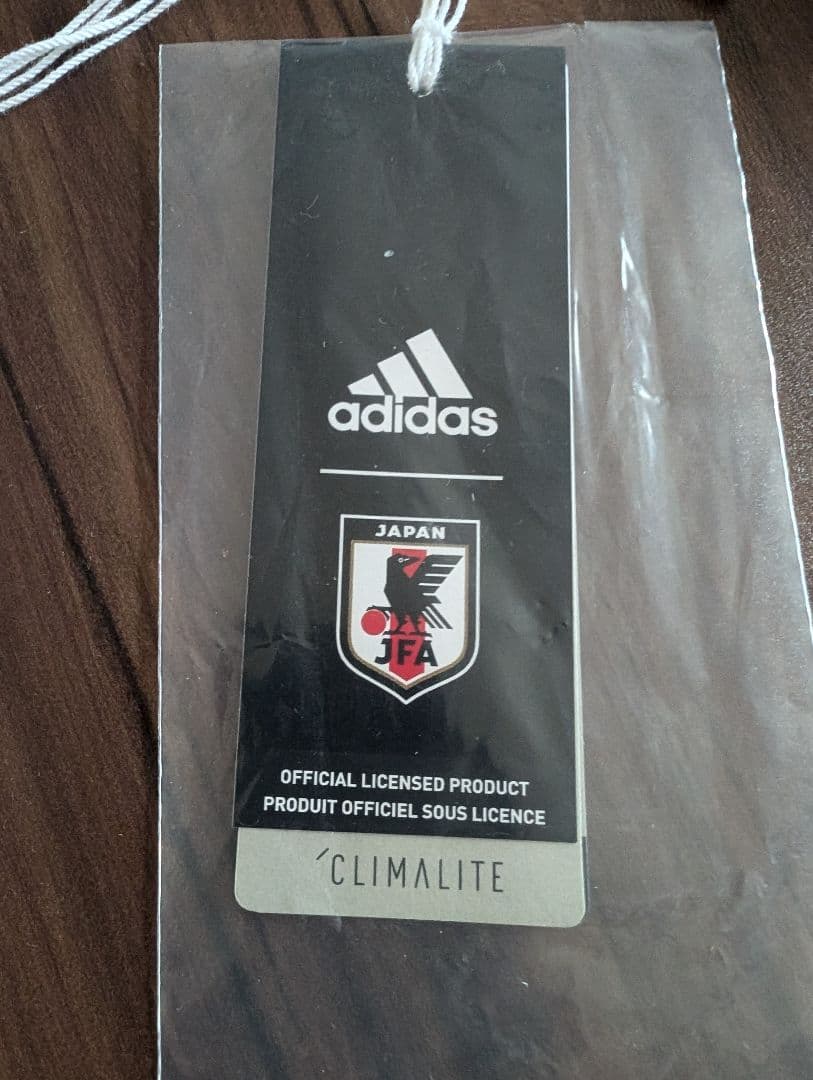 adidas
JAPAN
JFA
OFFICIAL LICENSED PRODUCT
PRODUIT OFFICIEL SOUS LICENCE
CLIMALITE